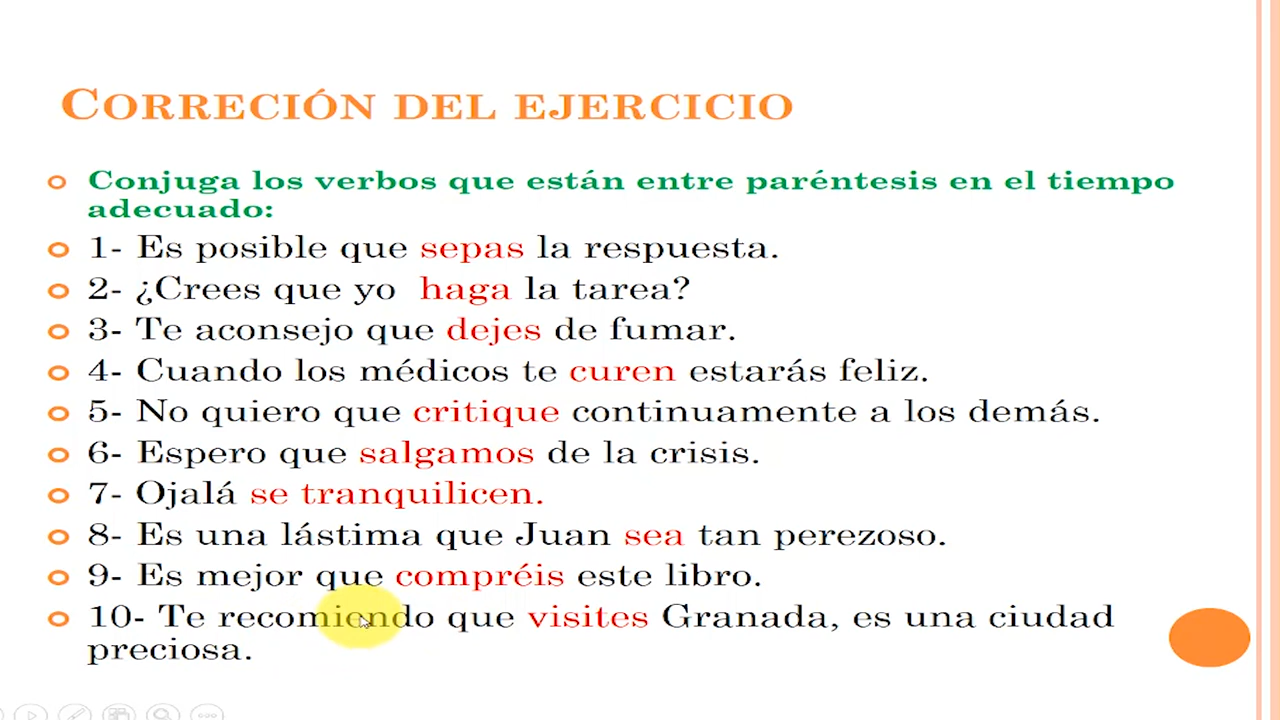 CORRECIÓN DEL EJERCICIO
Conjuga los verbos que están entre paréntesis en el tiempo
adecuado:
1- Es posible que sepas la respuesta.
2- ¿Crees que yo haga la tarea?
3- Te aconsejo que dejes de fumar.
4- Cuando los médicos te curen estarás feliz.
5- No quiero que critique continuamente a los demás.
6- Espero que salgamos de la crisis.
7- Ojalá se tranquilicen.
8- Es una lástima que Juan sea tan perezoso.
9- Es mejor que compréis este libro.
10- Te recomiendo que visites Granada, es una ciudad
preciosa.